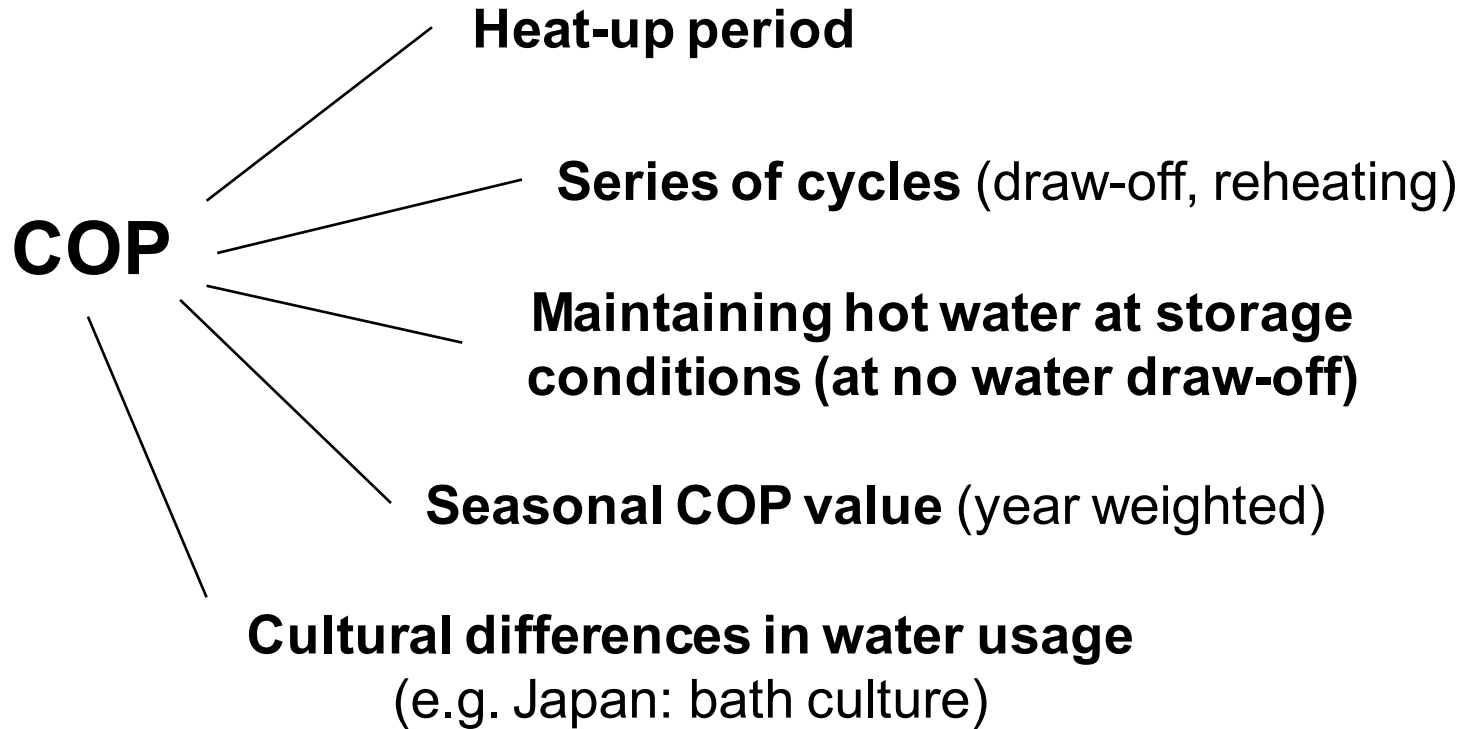 Heat-up period
Series of cycles (draw-off, reheating)
COP
Maintaining hot water at storage
conditions (at no water draw-off)
Seasonal COP value (year weighted)
Cultural differences in water usage
(e.g. Japan: bath culture)